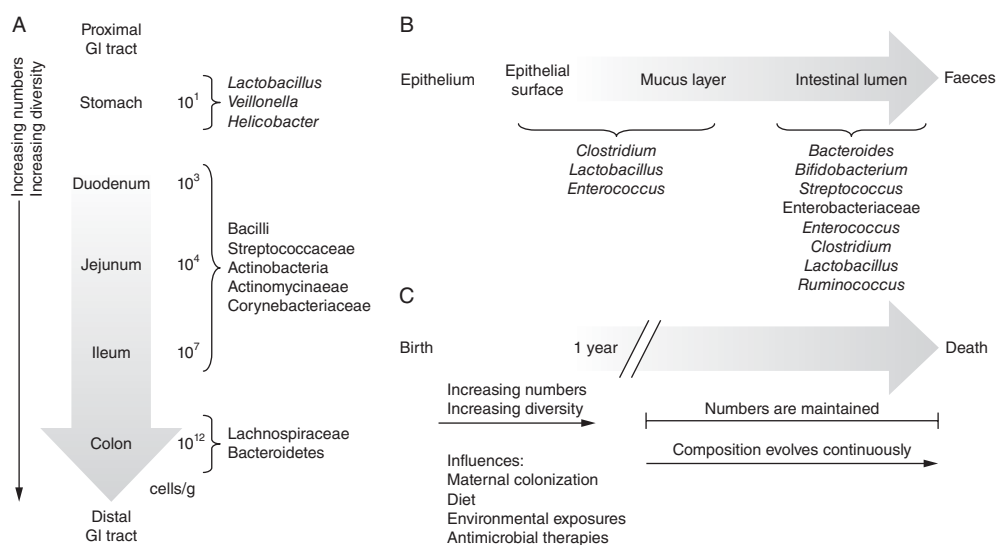 A
Proximal
GI tract
Increasing numbers
Increasing diversity
Stomach
10¹
Lactobacillus
Veillonella
Helicobacter
Duodenum
10³
Jejunum
10⁴
Ileum
10⁷
Bacilli
Streptococcaceae
Actinobacteria
Actinomycinaeae
Corynebacteriaceae
Colon
10¹²
Lachnospiraceae
Bacteroidetes
cells/g
Distal
GI tract
B
Epithelium
Epithelial
surface
Mucus layer
Intestinal lumen
Faeces
Clostridium
Lactobacillus
Enterococcus
Bacteroides
Bifidobacterium
Streptococcus
Enterobacteriaceae
Enterococcus
Clostridium
Lactobacillus
Ruminococcus
C
Birth
1 year
Death
Increasing numbers
Increasing diversity
Numbers are maintained
Composition evolves continuously
Influences:
Maternal colonization
Diet
Environmental exposures
Antimicrobial therapies